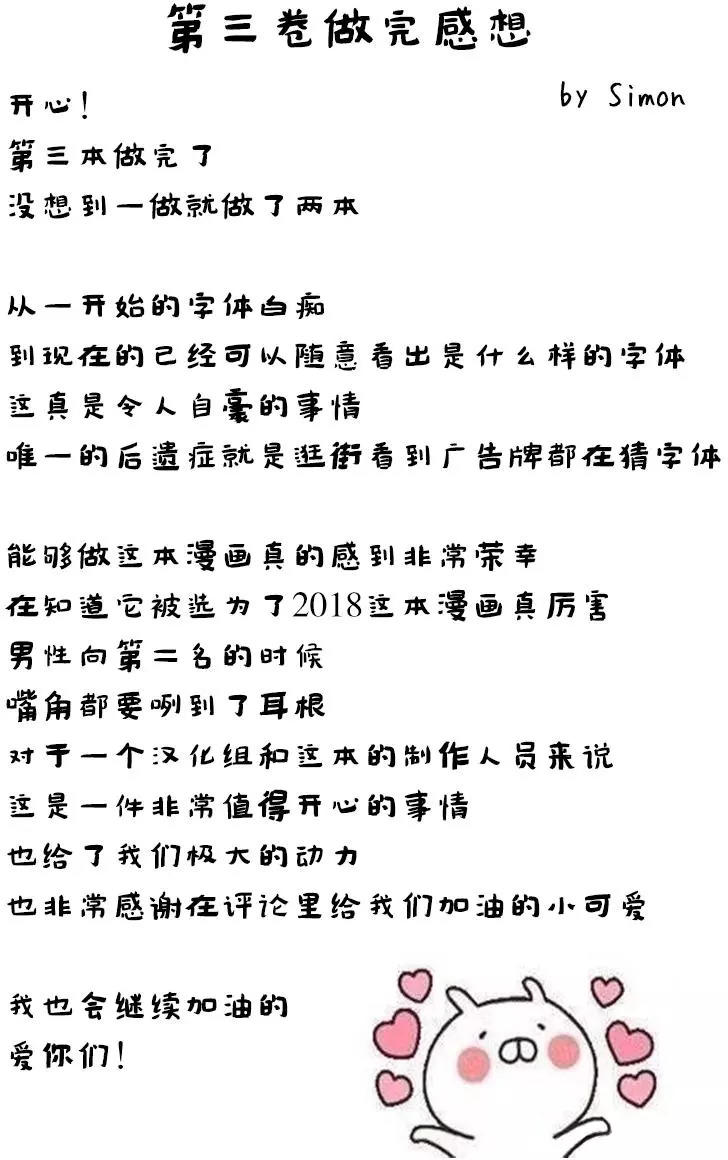 第三卷做完感想
by Simon
开心!
第三本做完了
没想到一做就做了两本
从一开始的字体白痴
到现在的已经可以随意看出是什么样的字体
这真是令人自豪的事情
唯一的后遗症就是逛街看到广告牌都在猜字体
能够做这本漫画真的感到非常荣幸
在知道它被选为了2018这本漫画真厉害
男性向第二名的时候
嘴角都要咧到了耳根
对于一个汉化组和这本的制作人员来说
这是一件非常值得开心的事情
也给了我们极大的动力
也非常感谢在评论里给我们加油的小可爱
我也会继续加油的
爱你们!